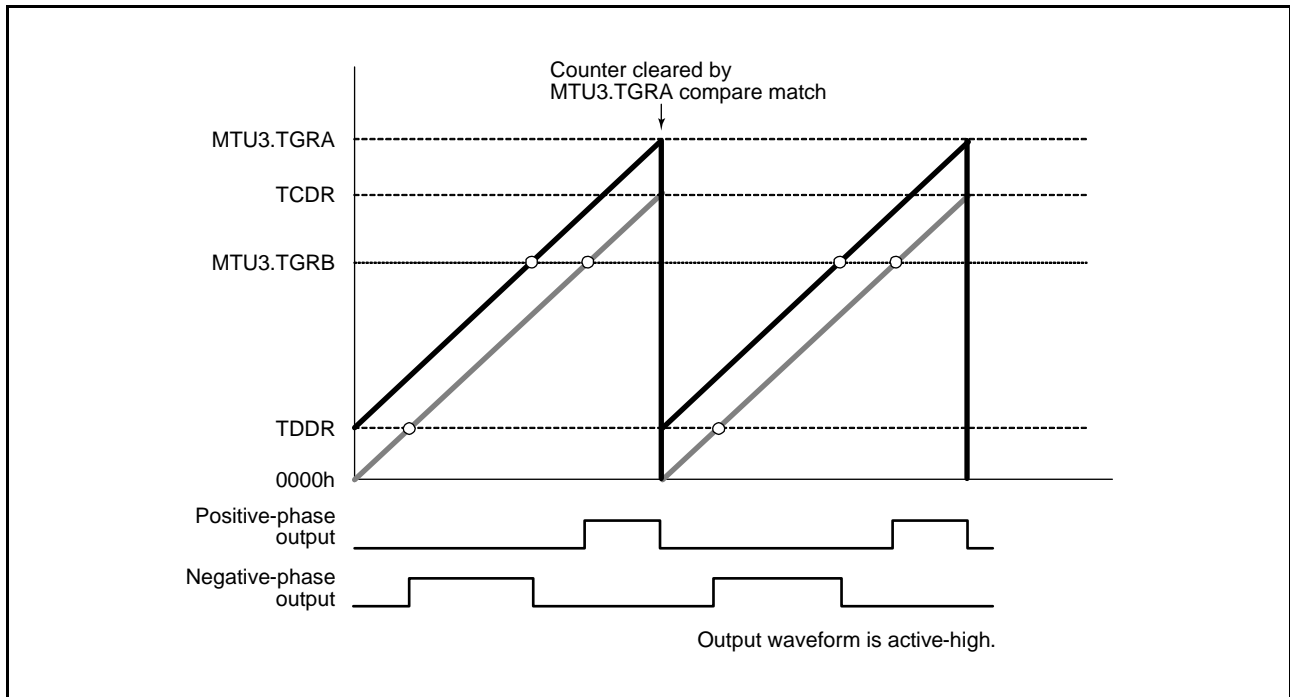 Counter cleared by
MTU3.TGRA compare match
MTU3.TGRA
TCDR
MTU3.TGRB
TDDR
0000h
Positive-phase
output
Negative-phase
output
Output waveform is active-high.